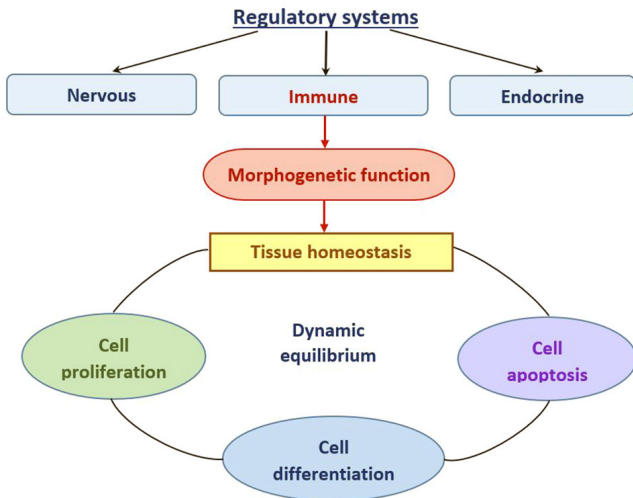 Regulatory systems
Nervous
Immune
Endocrine
Morphogenetic function
Tissue homeostasis
Cell
proliferation
Dynamic
equilibrium
Cell
apoptosis
Cell
differentiation